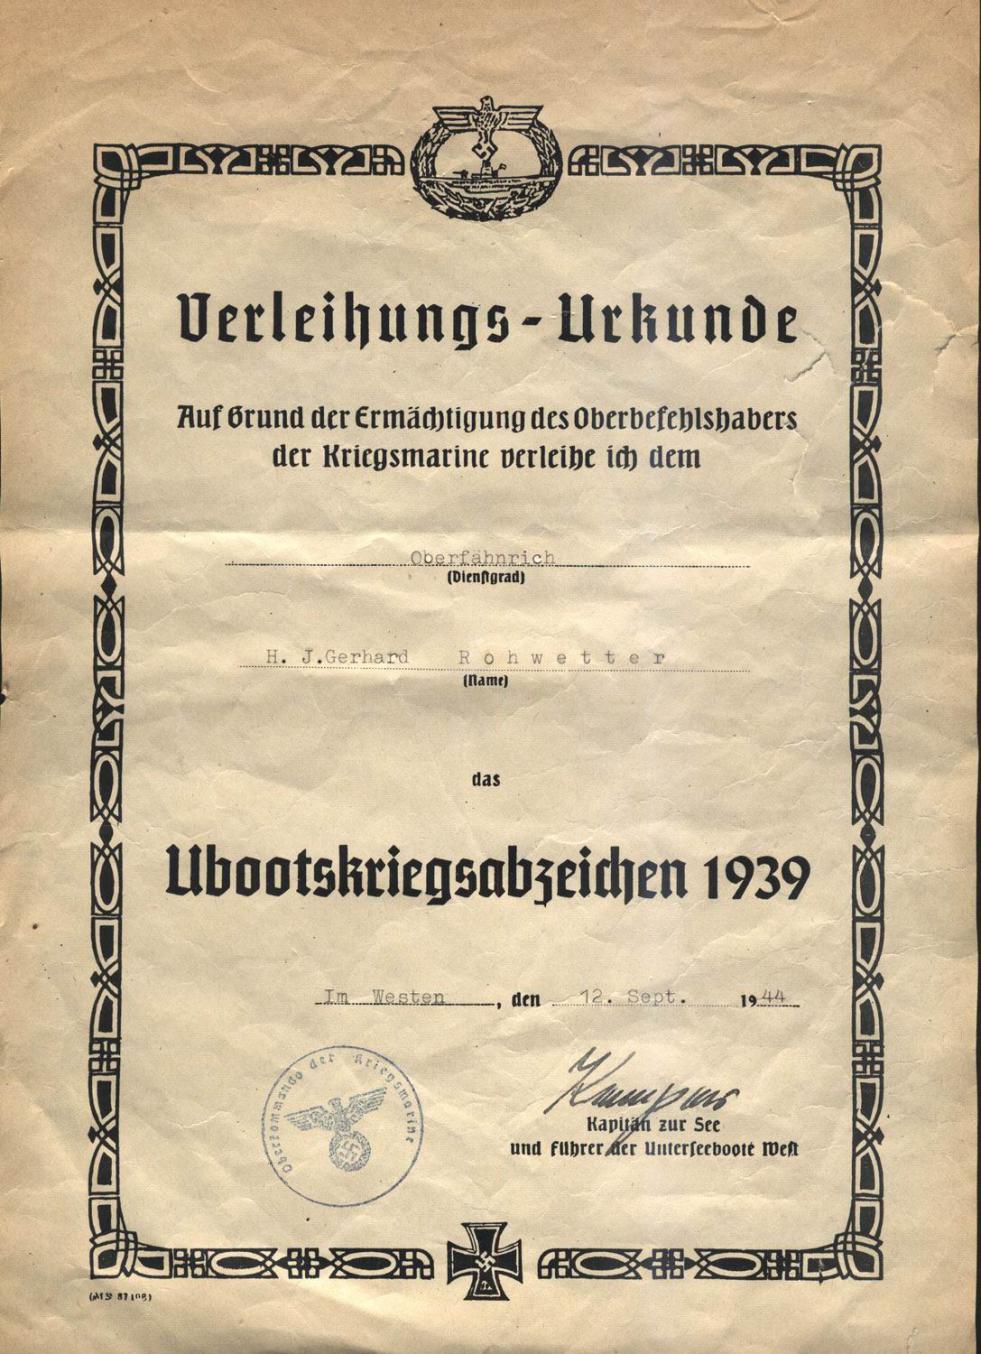 Verleihungs-Urkunde
Auf Grund der Ermächtigung des Oberbefehlshabers
der Kriegsmarine verleihe ich dem
Oberfähnrich
(Dienstgrad)
H. J.Gerhard Rohwetter
(Name)
das
Ubootskriegsabzeichen 1939
Im Westen, den 12. Sept. 1944
Oberkommando der Kriegsmarine
Kapitän zur See
und Führer der Unterseeboote West